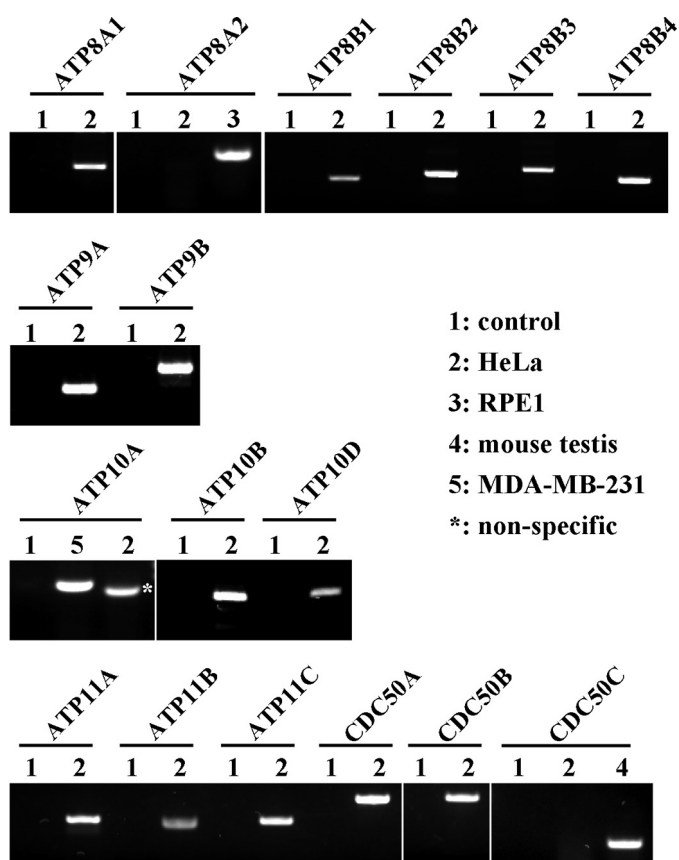 ATP8A1 ATP8A2 ATP8B1 ATP8B2 ATP8B3 ATP8B4
1 2 1 2 3 1 2 1 2 1 2 1 2
ATP9A ATP9B
1 2 1 2
1: control
2: HeLa
3: RPE1
4: mouse testis
5: MDA-MB-231
*: non-specific
ATP10A ATP10B ATP10D
1 5 2 1 2 1 2
*
ATP11A ATP11B ATP11C CDC50A CDC50B CDC50C
1 2 1 2 1 2 1 2 1 2 1 2 4